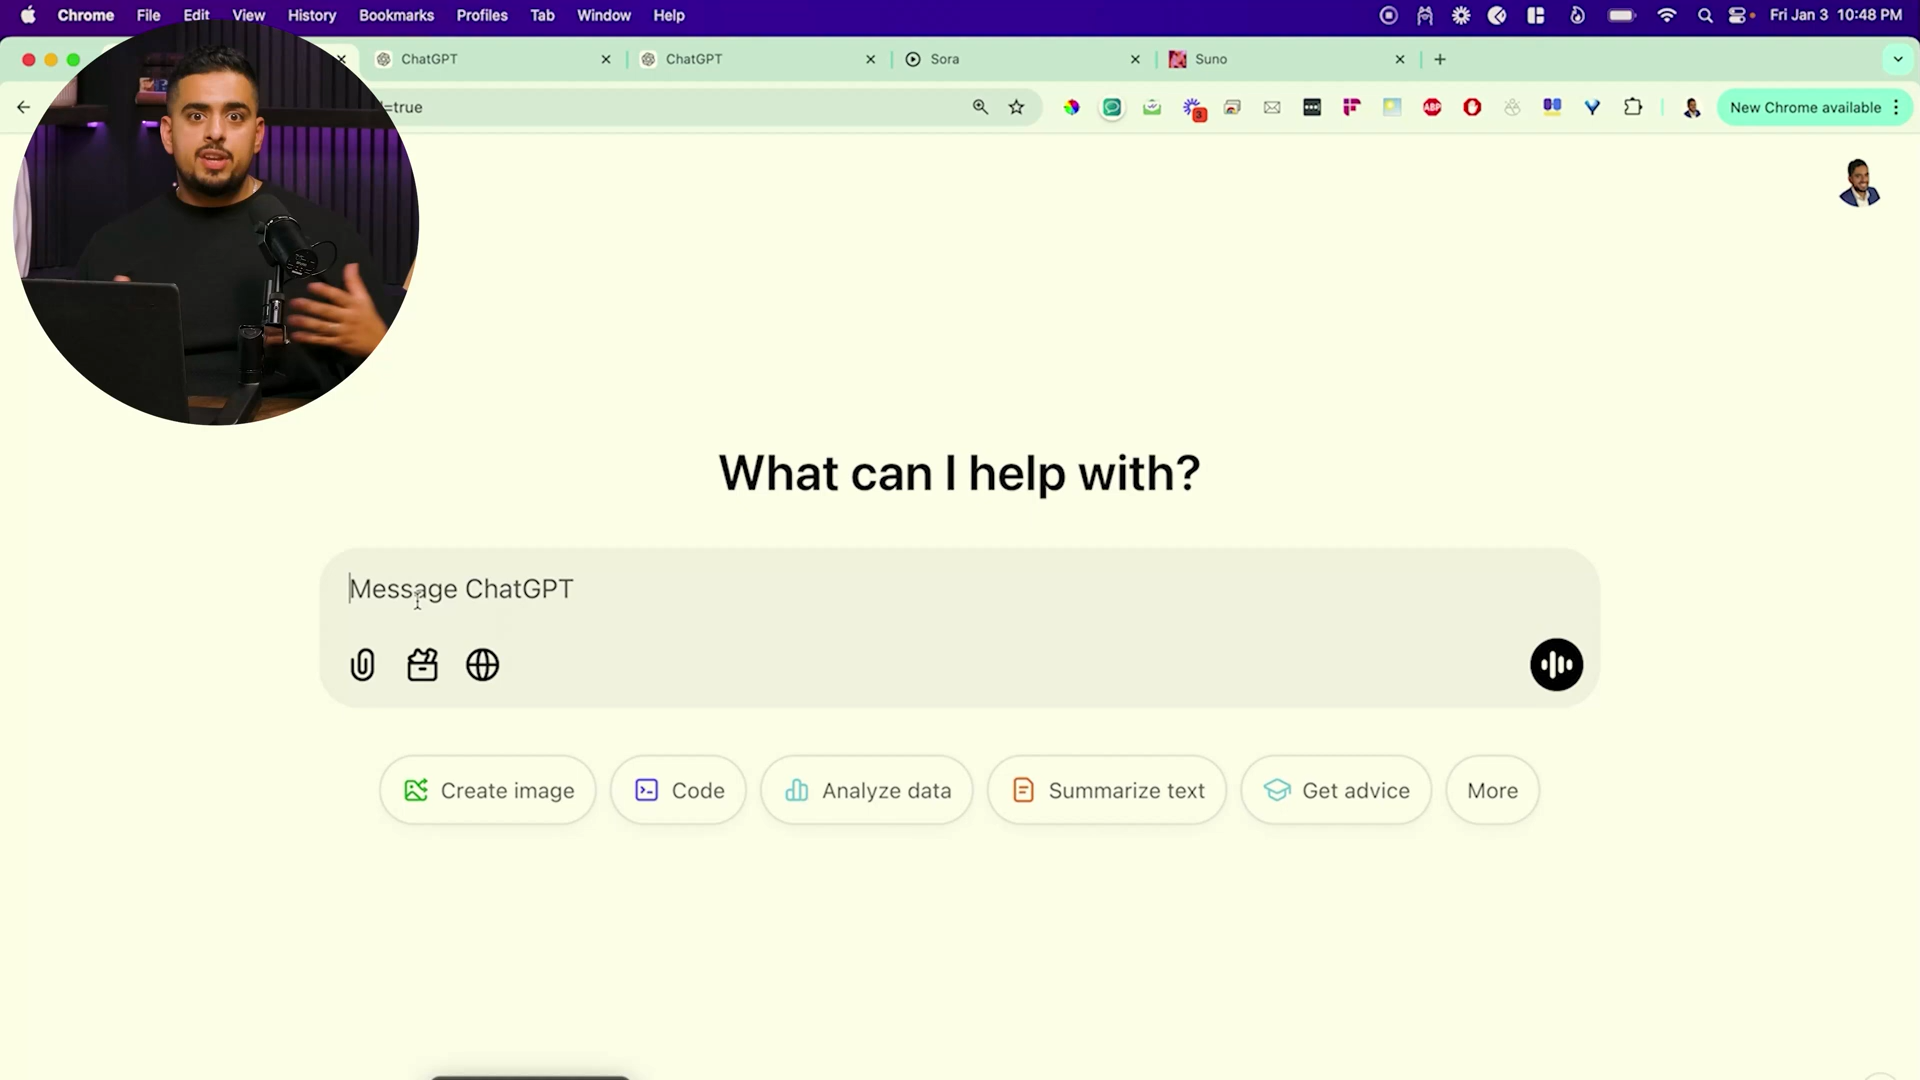 Chrome File Edit View History Bookmarks Profiles Tab Window Help Fri Jan 3 10:48 PM
ChatGPT ChatGPT Sora Suno
=true 3 ABP New Chrome available
What can I help with?
Message ChatGPT
Create image Code Analyze data Summarize text Get advice More